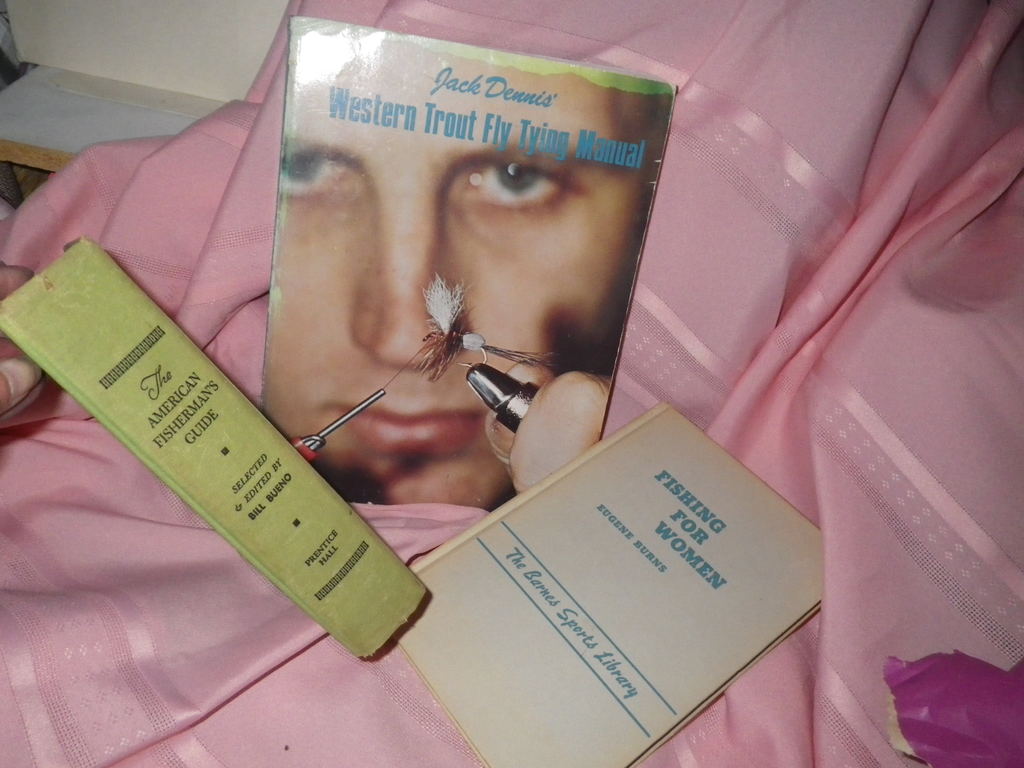 Jack Dennis'
Western Trout Fly Tying Manual
The
AMERICAN
FISHERMAN'S
GUIDE
SELECTED
& EDITED BY
BILL BUENO
PRENTICE
HALL
FISHING
FOR
WOMEN
EUGENE BURNS
The Barnes Sports Library